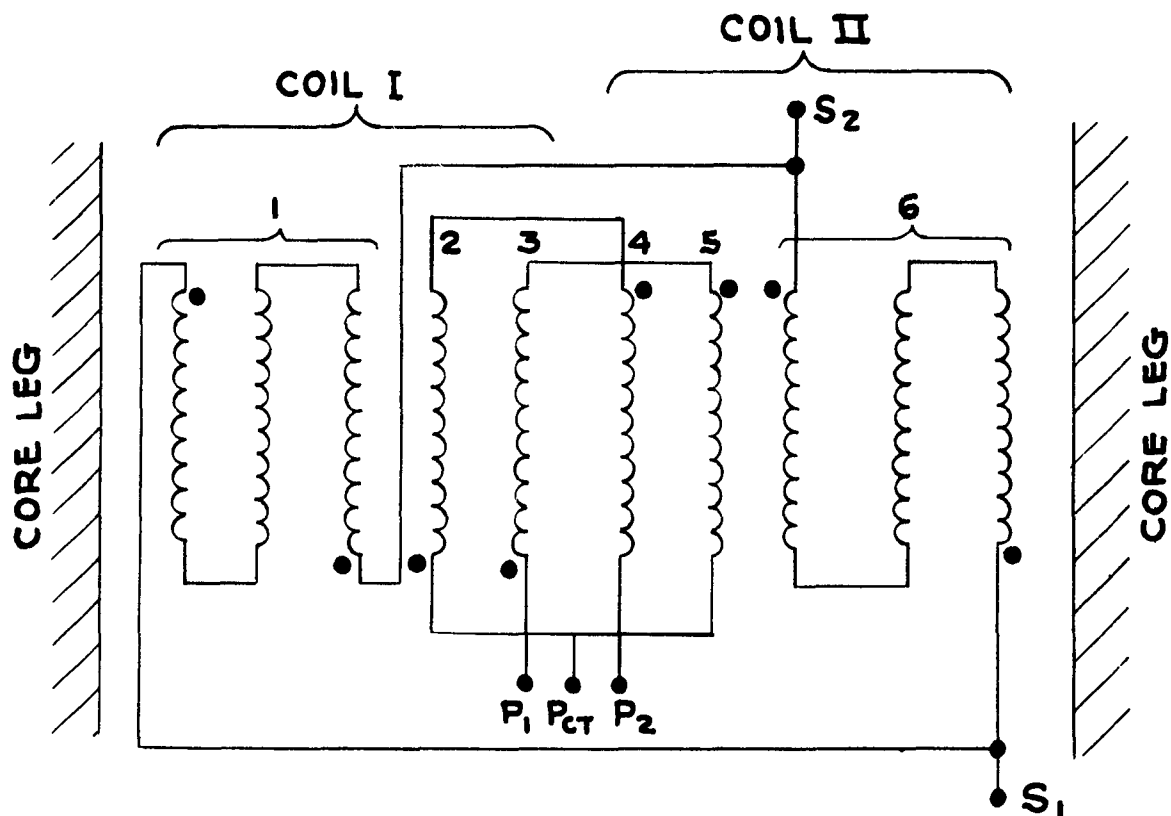 COIL II
COIL I
S2
1
6
2 3 4 5
CORE LEG
CORE LEG
P1 PCT P2
S1